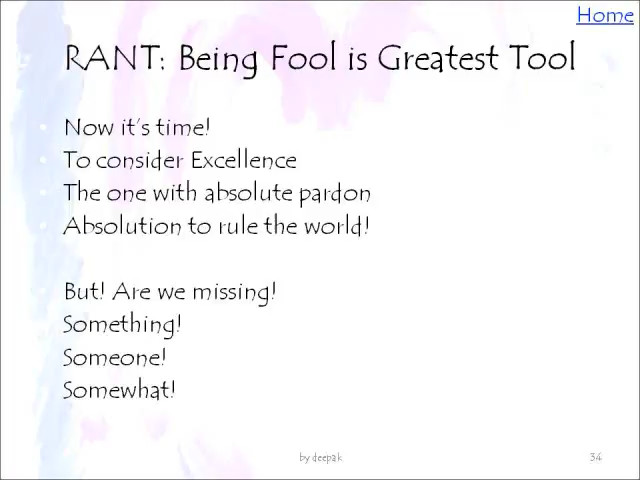 Home
RANT: Being Fool is Greatest Tool
Now it's time!
To consider Excellence
The one with absolute pardon
Absolution to rule the world!
But! Are we missing!
Something!
Someone!
Somewhat!
by deepak
34